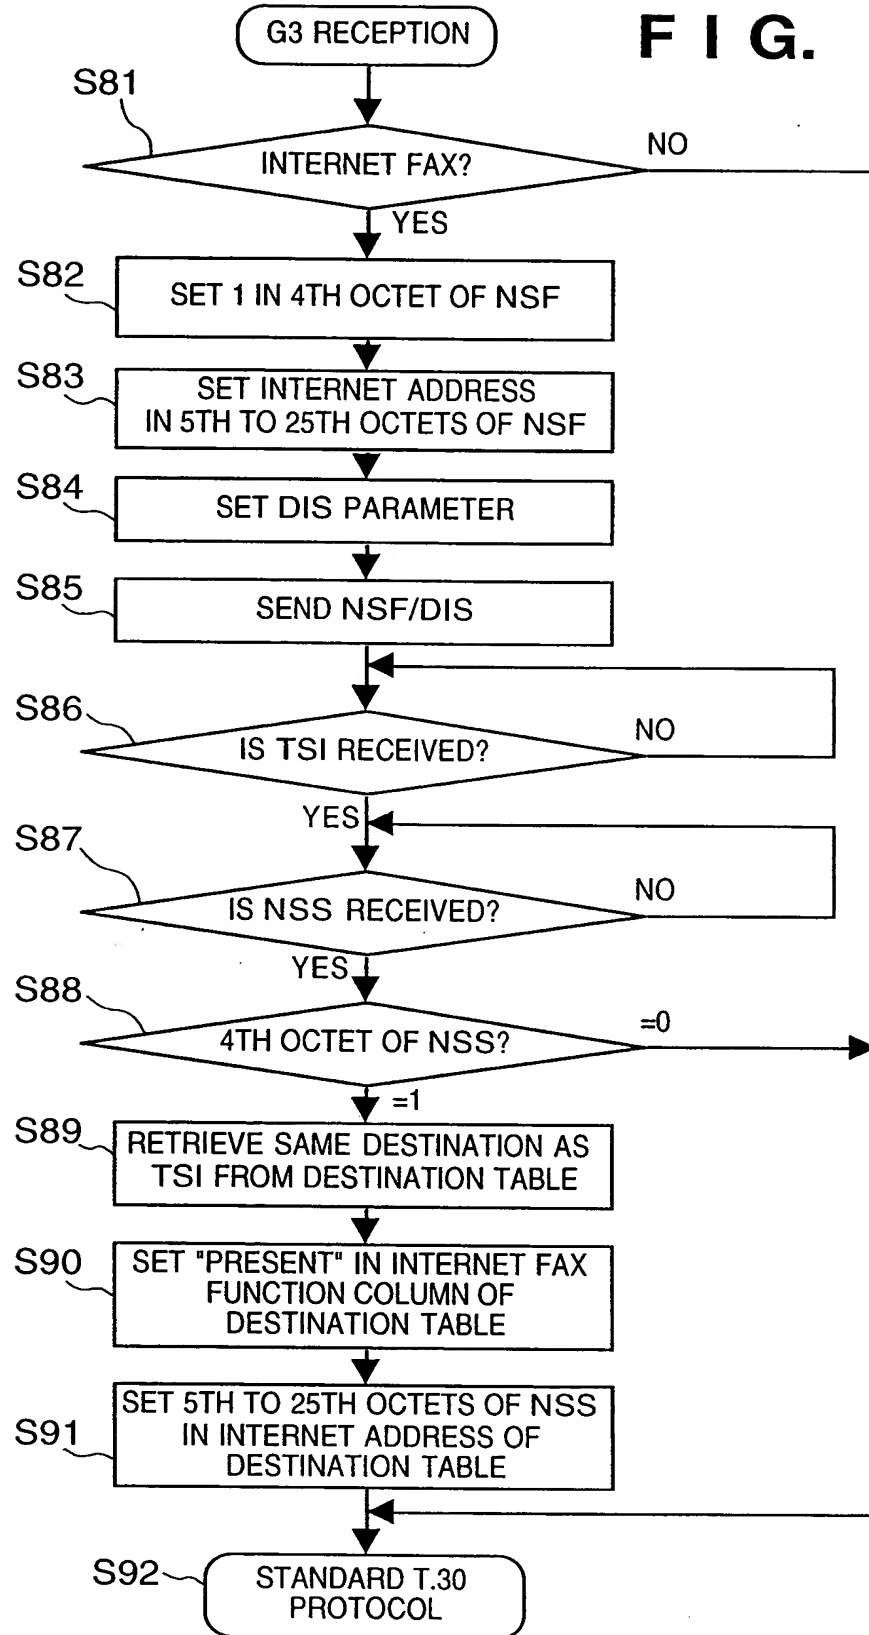 G3 RECEPTION
FIG.
S81
INTERNET FAX?
NO
YES
S82
SET 1 IN 4TH OCTET OF NSF
S83
SET INTERNET ADDRESS
IN 5TH TO 25TH OCTETS OF NSF
S84
SET DIS PARAMETER
S85
SEND NSF/DIS
S86
IS TSI RECEIVED?
NO
YES
S87
IS NSS RECEIVED?
NO
YES
S88
4TH OCTET OF NSS?
=0
=1
S89
RETRIEVE SAME DESTINATION AS
TSI FROM DESTINATION TABLE
S90
SET "PRESENT" IN INTERNET FAX
FUNCTION COLUMN OF
DESTINATION TABLE
S91
SET 5TH TO 25TH OCTETS OF NSS
IN INTERNET ADDRESS OF
DESTINATION TABLE
S92
STANDARD T.30
PROTOCOL